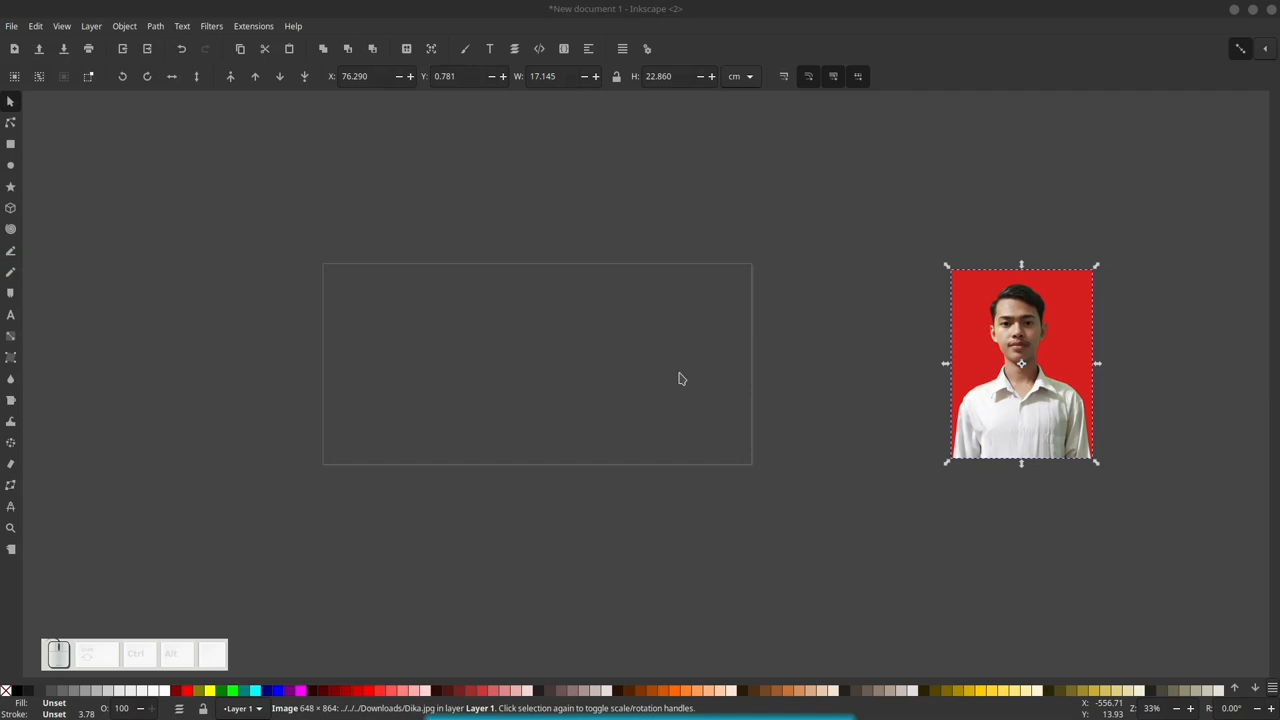 *New document 1 - Inkscape <2>
File Edit View Layer Object Path Text Filters Extensions Help
X: 76.290 Y: 0.781 W: 17.145 H: 22.860 cm
Ctrl Alt
Fill: Unset
Stroke: Unset 3.78
O: 100
•Layer 1
Image 648 × 864: ../../../Downloads/Dika.jpg in layer Layer 1. Click selection again to toggle scale/rotation handles.
X: -556.71
Y: 13.93
Z: 33%
R: 0.00°